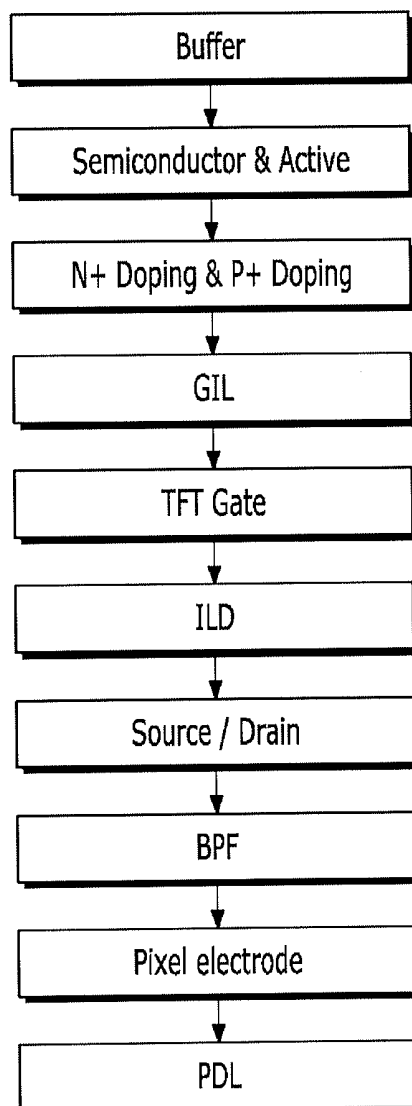 Buffer
Semiconductor & Active
N+ Doping & P+ Doping
GIL
TFT Gate
ILD
Source / Drain
BPF
Pixel electrode
PDL